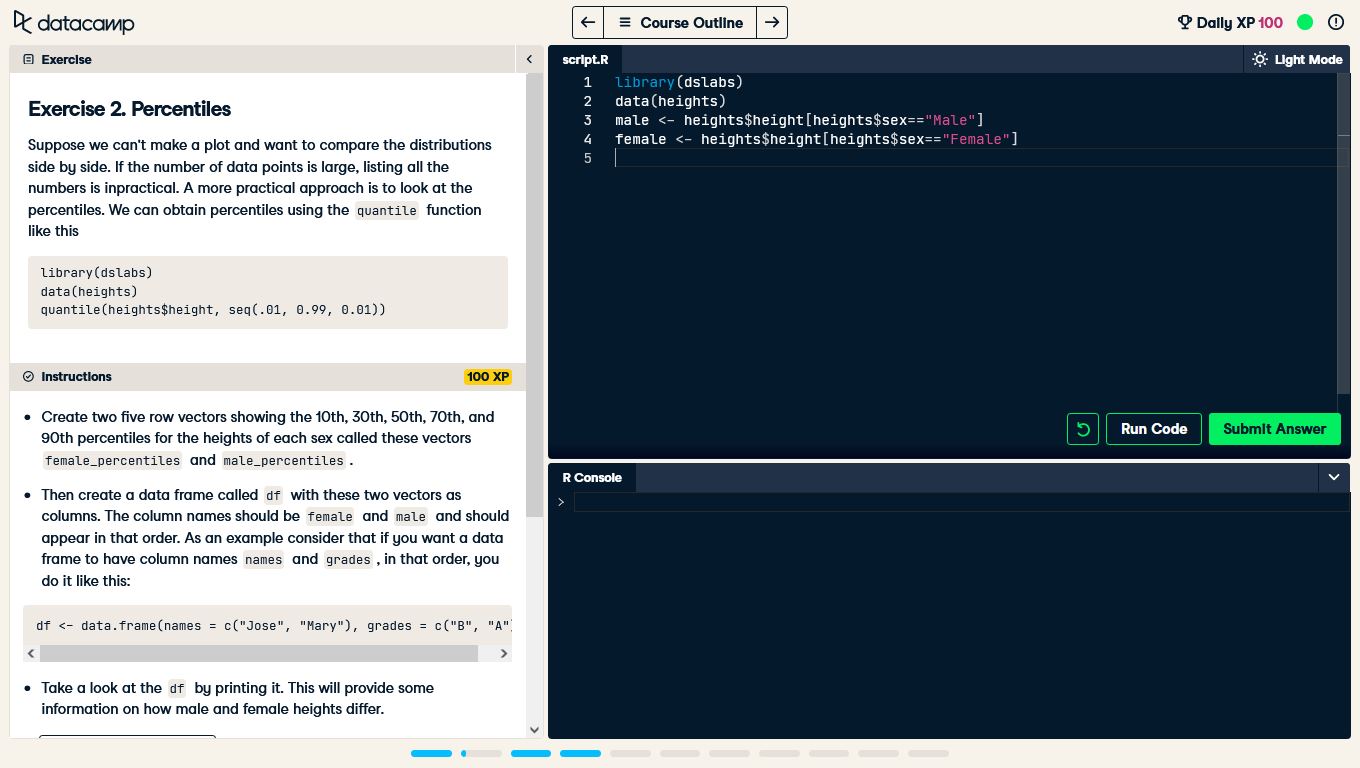 datacamp
Course Outline
Daily XP 100
Exercise
Exercise 2. Percentiles
Suppose we can't make a plot and want to compare the distributions
side by side. If the number of data points is large, listing all the
numbers is inpractical. A more practical approach is to look at the
percentiles. We can obtain percentiles using the quantile function
like this
library(dslabs)
data(heights)
quantile(heights$height, seq(.01, 0.99, 0.01))
Instructions
100 XP
• Create two five row vectors showing the 10th, 30th, 50th, 70th, and
90th percentiles for the heights of each sex called these vectors
female_percentiles and male_percentiles.
• Then create a data frame called df with these two vectors as
columns. The column names should be female and male and should
appear in that order. As an example consider that if you want a data
frame to have column names names and grades, in that order, you
do it like this:
df <- data.frame(names = c("Jose", "Mary"), grades = c("B", "A")
• Take a look at the df by printing it. This will provide some
information on how male and female heights differ.
script.R
Light Mode
1 library(dslabs)
2 data(heights)
3 male <- heights$height[heights$sex=="Male"]
4 female <- heights$height[heights$sex=="Female"]
5
Run Code
Submit Answer
R Console
>